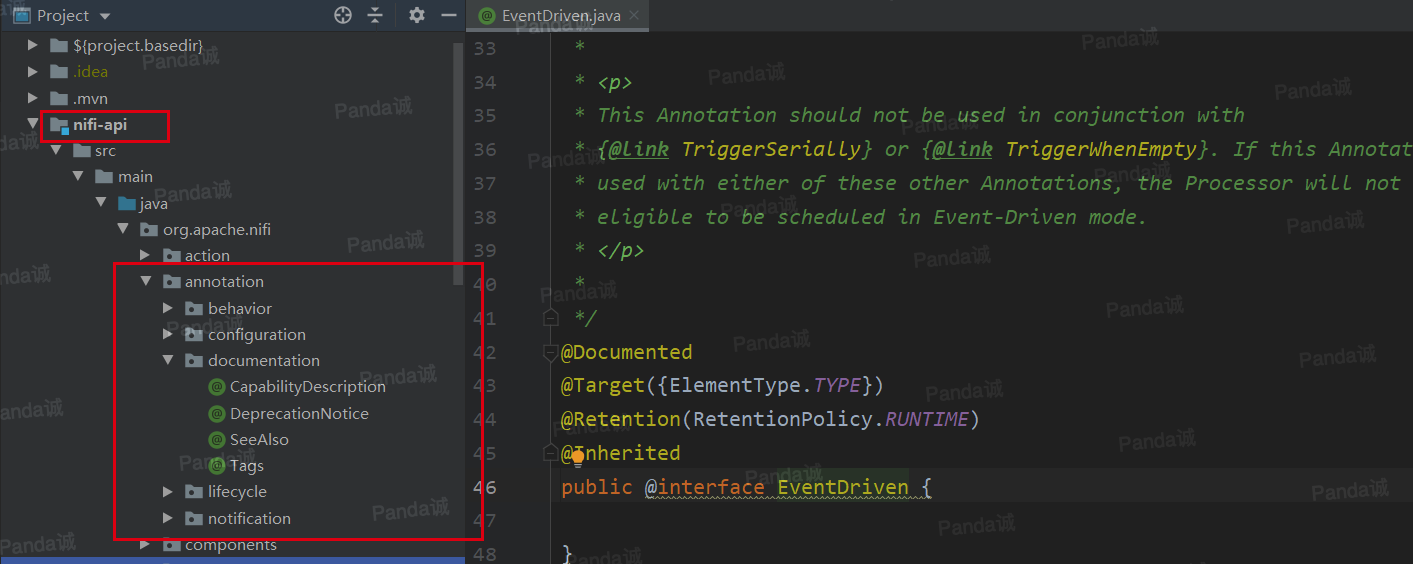 Project
EventDriven.java
${project.basedir}
.idea
.mvn
nifi-api
src
main
java
org.apache.nifi
action
annotation
behavior
configuration
documentation
CapabilityDescription
DeprecationNotice
SeeAlso
Tags
lifecycle
notification
components
33 *
34 * <p>
35 * This Annotation should not be used in conjunction with
36 * {@link TriggerSerially} or {@link TriggerWhenEmpty}. If this Annotat
37 * used with either of these other Annotations, the Processor will not
38 * eligible to be scheduled in Event-Driven mode.
39 * </p>
40 *
41 */
42 @Documented
43 @Target({ElementType.TYPE})
44 @Retention(RetentionPolicy.RUNTIME)
45 @Inherited
46 public @interface EventDriven {
47
48 }
Panda诚